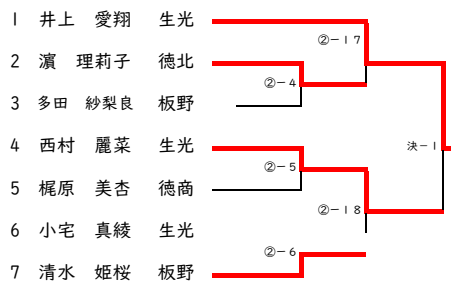 1 井上 愛翔 生光
②-17
2 濵 理莉子 徳北
②-4
3 多田 紗梨良 板野
4 西村 麗菜 生光
決-1
②-5
5 梶原 美杏 徳商
②-18
6 小宅 真綾 生光
②-6
7 清水 姫桜 板野